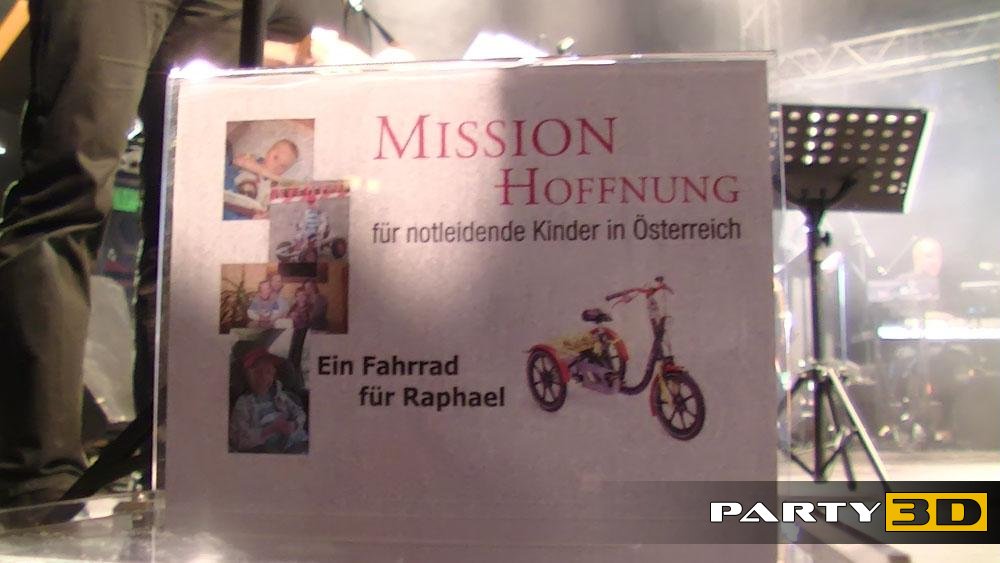 MISSION
HOFFNUNG
für notleidende Kinder in Österreich
Ein Fahrrad
für Raphael
PARTY 3D